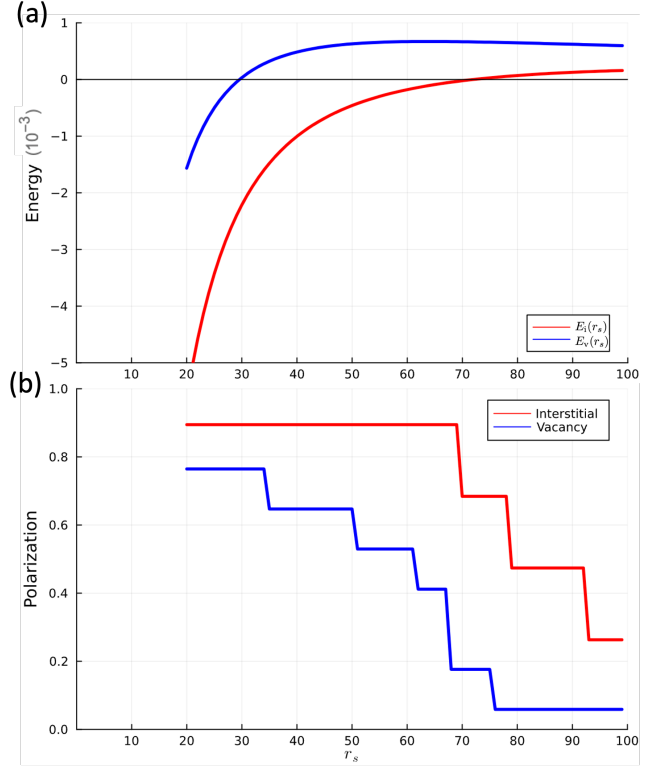 (a)
1
0
−1
−2
−3
−4
−5
Energy (10⁻³)
10 20 30 40 50 60 70 80 90 100
Eᵢ(rₛ)
Eᵥ(rₛ)
(b)
1.0
0.8
0.6
0.4
0.2
0.0
Polarization
Interstitial
Vacancy
10 20 30 40 50 60 70 80 90 100
rₛ